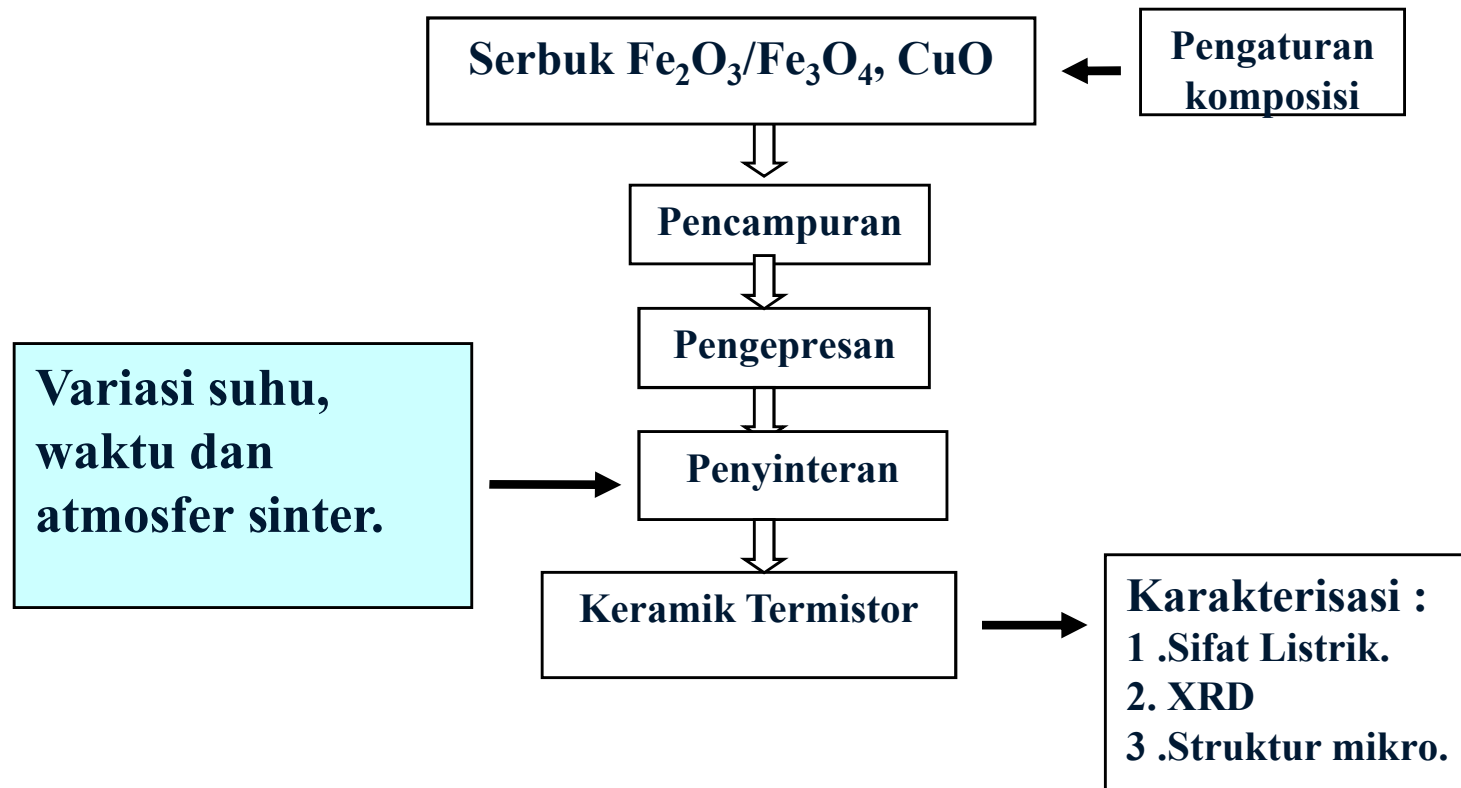 Serbuk Fe₂O₃/Fe₃O₄, CuO
Pengaturan
komposisi
Pencampuran
Pengepresan
Variasi suhu,
waktu dan
atmosfer sinter.
Penyinteran
Keramik Termistor
Karakterisasi :
1 .Sifat Listrik.
2. XRD
3 .Struktur mikro.